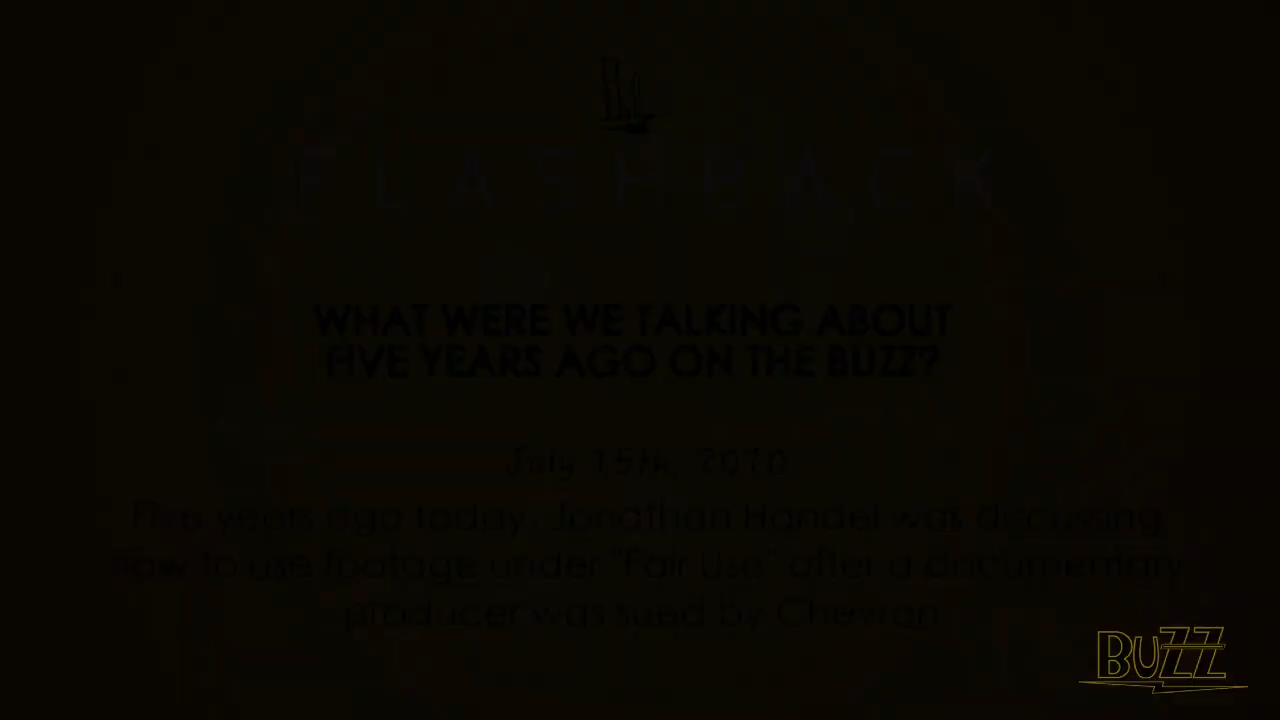 FLASHBACK
WHAT WERE WE TALKING ABOUT
FIVE YEARS AGO ON THE BUZZ?
July 15th, 2010
Five years ago today, Jonathan Handel was discussing
how to use footage under "Fair Use" after a documentary
producer was sued by Chevron
BUZZ